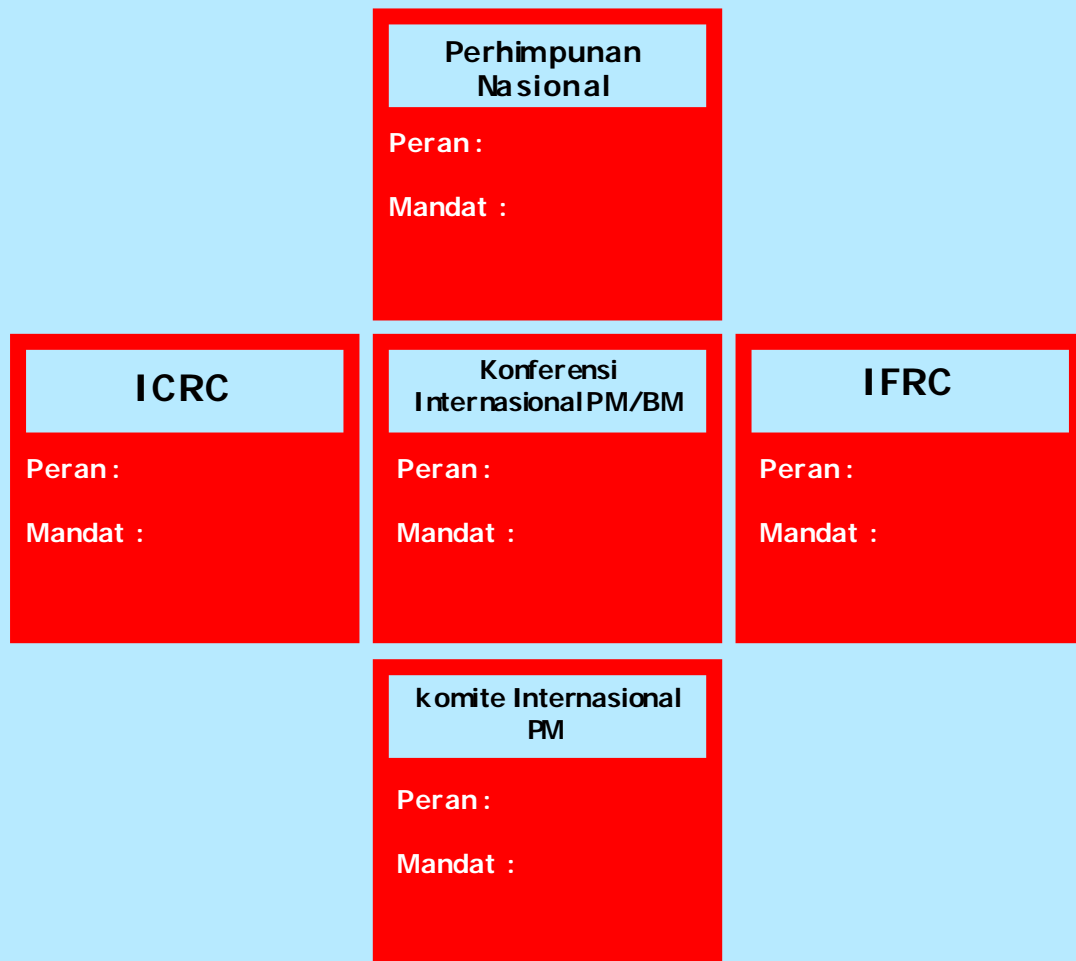 Perhimpunan
Nasional
Peran :
Mandat :
ICRC
Peran :
Mandat :
Konferensi
Internasional PM/BM
Peran :
Mandat :
IFRC
Peran :
Mandat :
komite Internasional
PM
Peran :
Mandat :